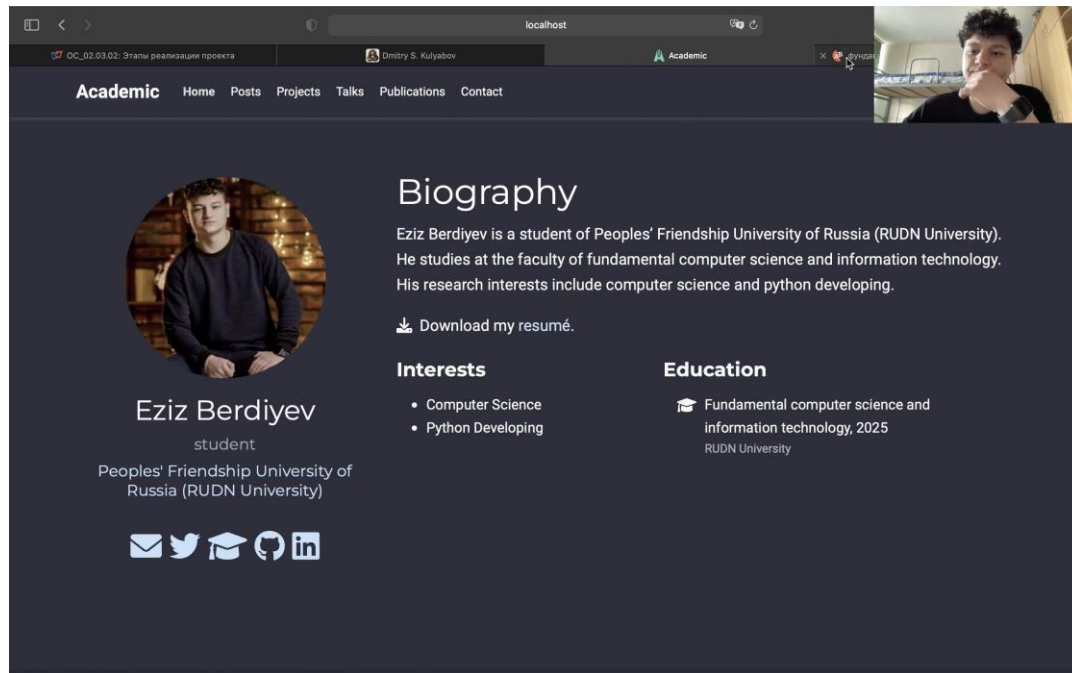 localhost
ОС_02.03.02: Этапы реализации проекта
Dmitry S. Kulyabov
Academic
Academic Home Posts Projects Talks Publications Contact
Biography
Eziz Berdiyev is a student of Peoples' Friendship University of Russia (RUDN University).
He studies at the faculty of fundamental computer science and information technology.
His research interests include computer science and python developing.
Download my resumé.
Interests
Computer Science
Python Developing
Education
Fundamental computer science and
information technology, 2025
RUDN University
Eziz Berdiyev
student
Peoples' Friendship University of
Russia (RUDN University)
in